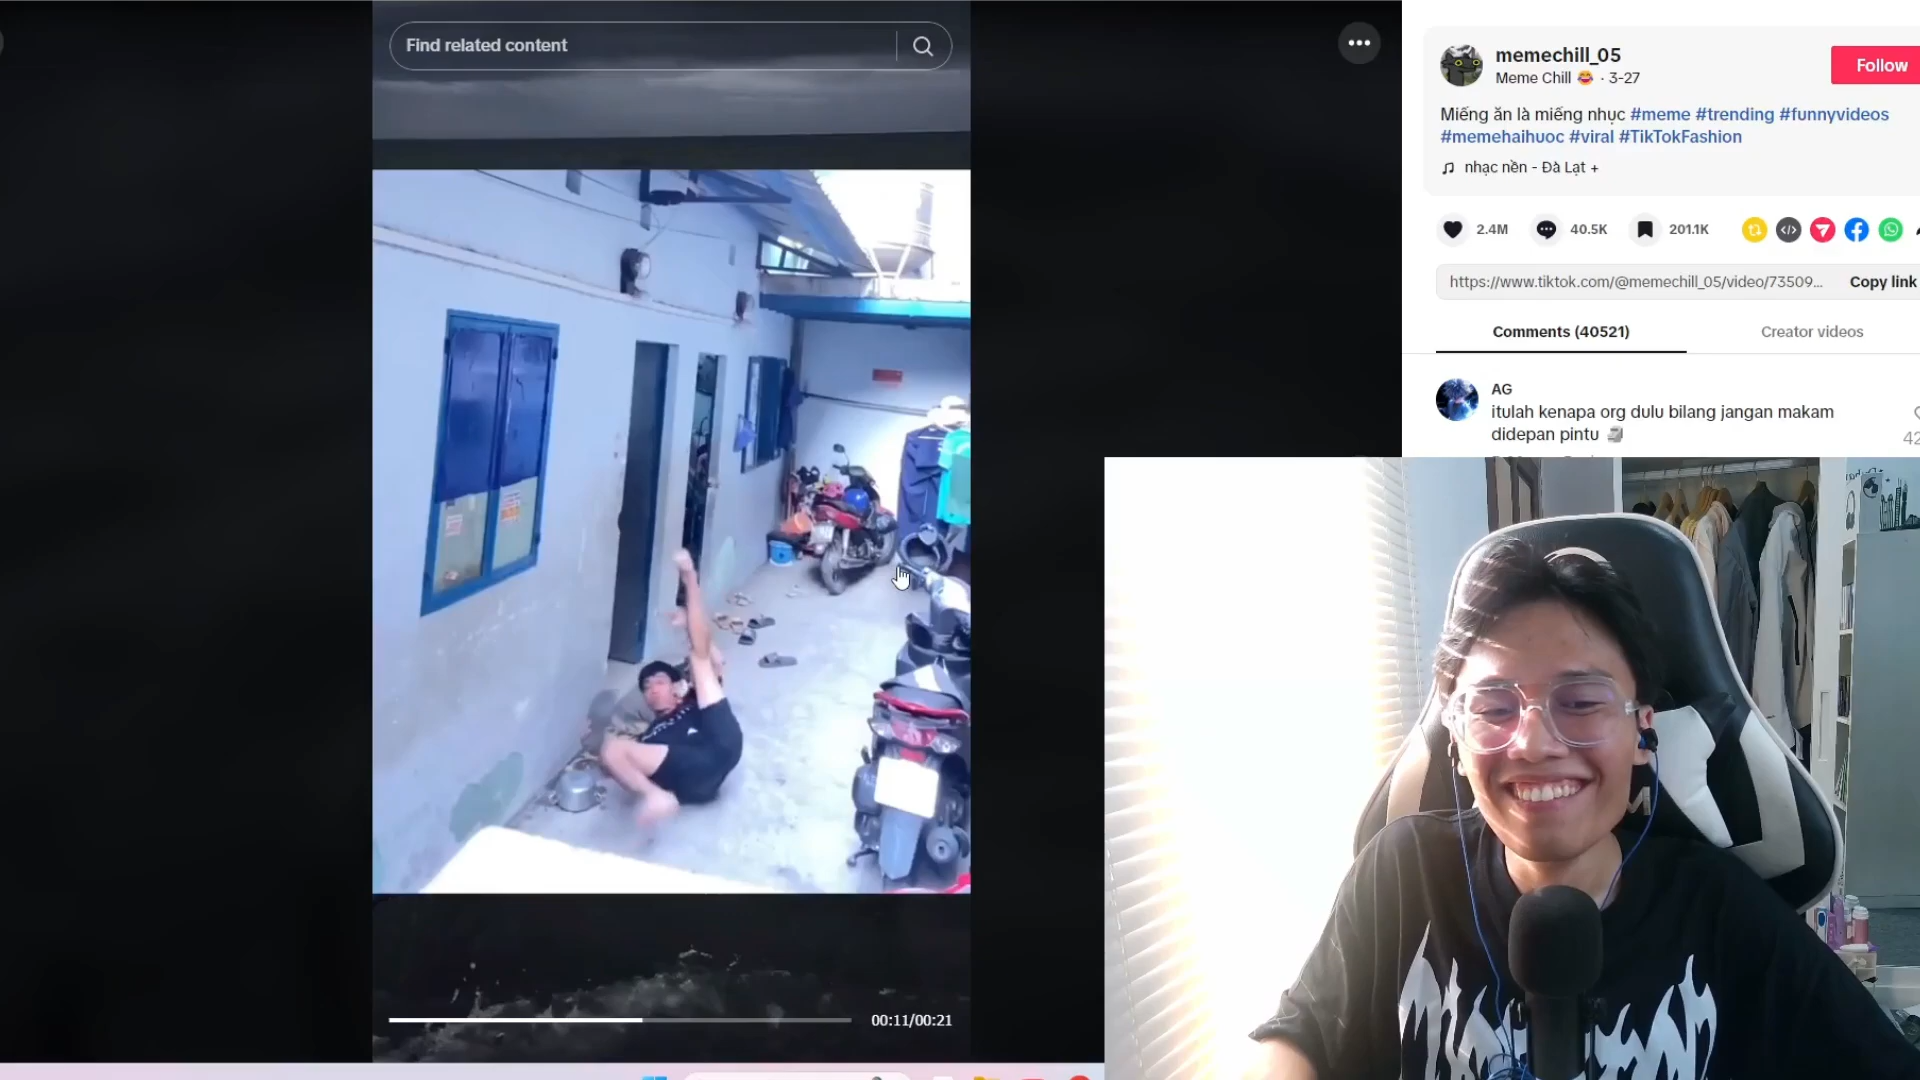 Find related content
memechill_05
Meme Chill 😂 · 3-27
Follow
Miếng ăn là miếng nhục #meme #trending #funnyvideos
#memehaihuoc #viral #TikTokFashion
nhạc nền - Đà Lạt +
2.4M
40.5K
201.1K
https://www.tiktok.com/@memechill_05/video/73509...
Copy link
Comments (40521)
Creator videos
AG
itulah kenapa org dulu bilang jangan makam
didepan pintu 🗿
42
00:11/00:21